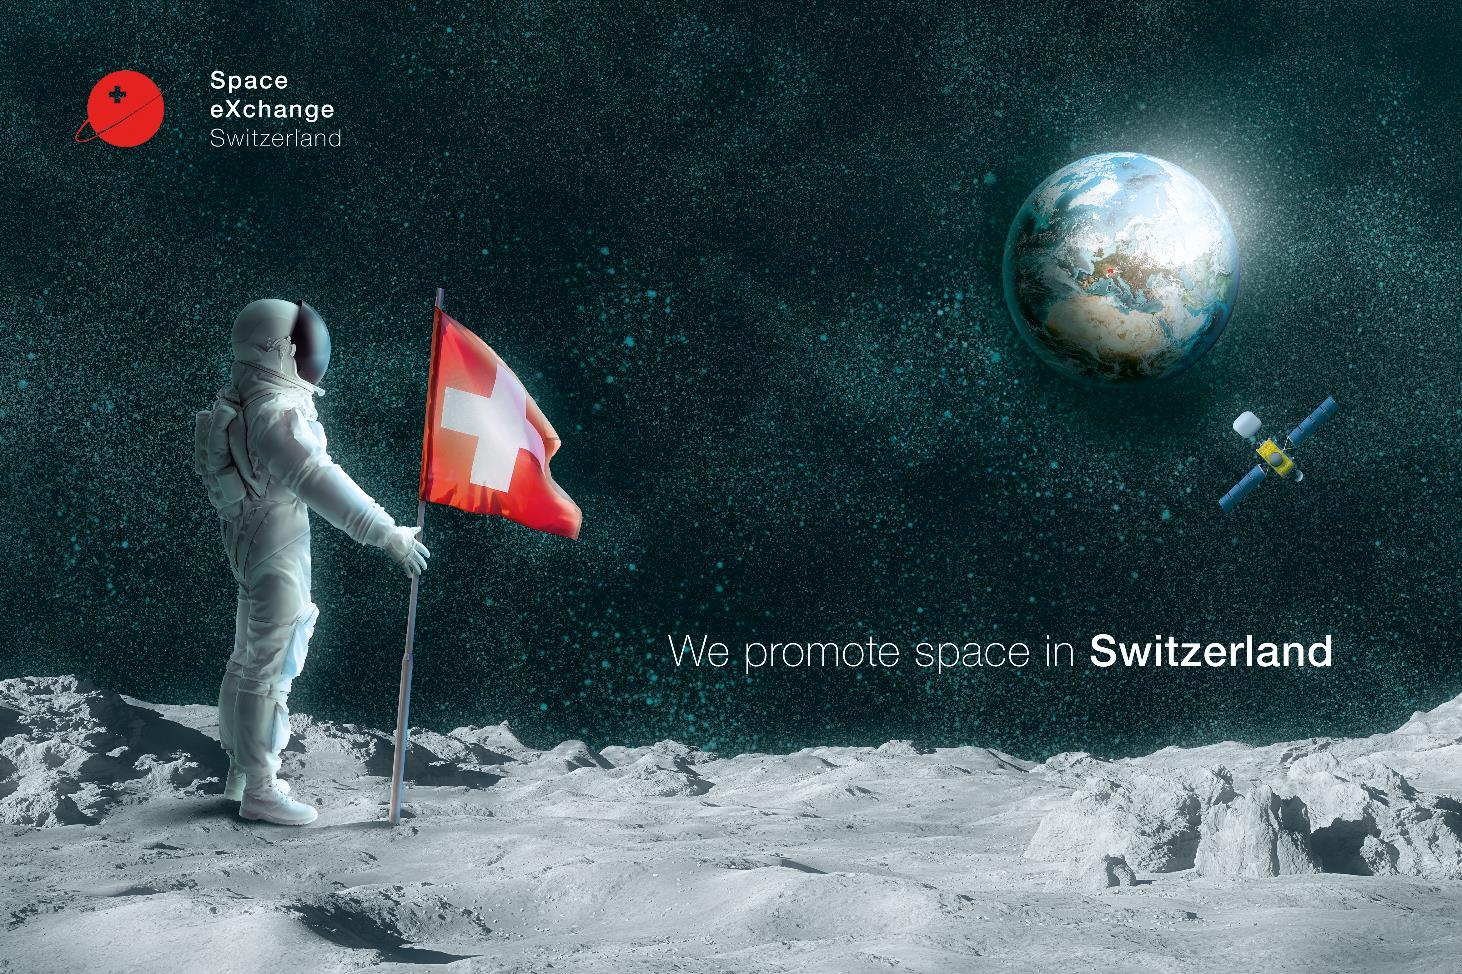 Space
eXchange
Switzerland
We promote space in Switzerland